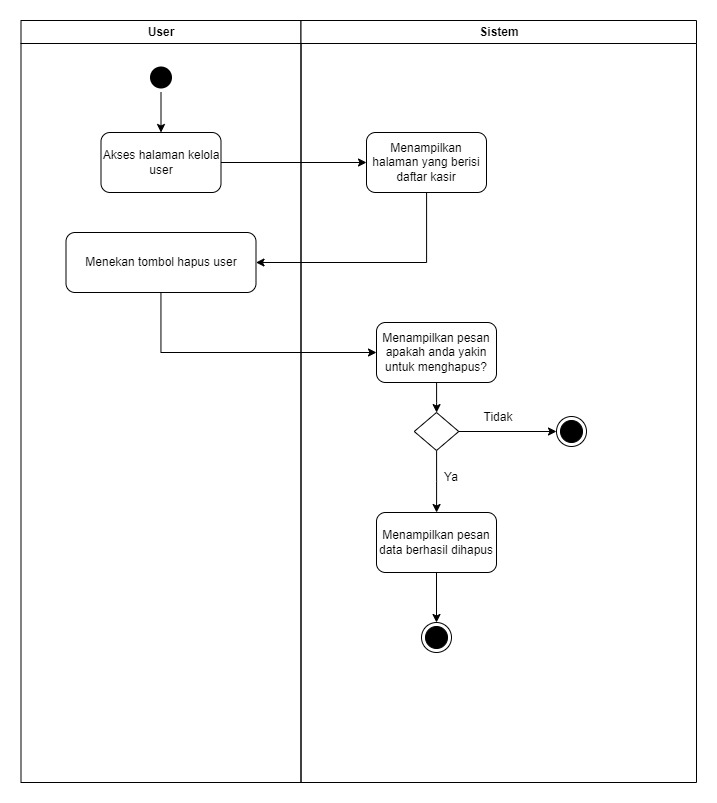 User
Sistem
Akses halaman kelola
user
Menampilkan
halaman yang berisi
daftar kasir
Menekan tombol hapus user
Menampilkan pesan
apakah anda yakin
untuk menghapus?
Tidak
Ya
Menampilkan pesan
data berhasil dihapus